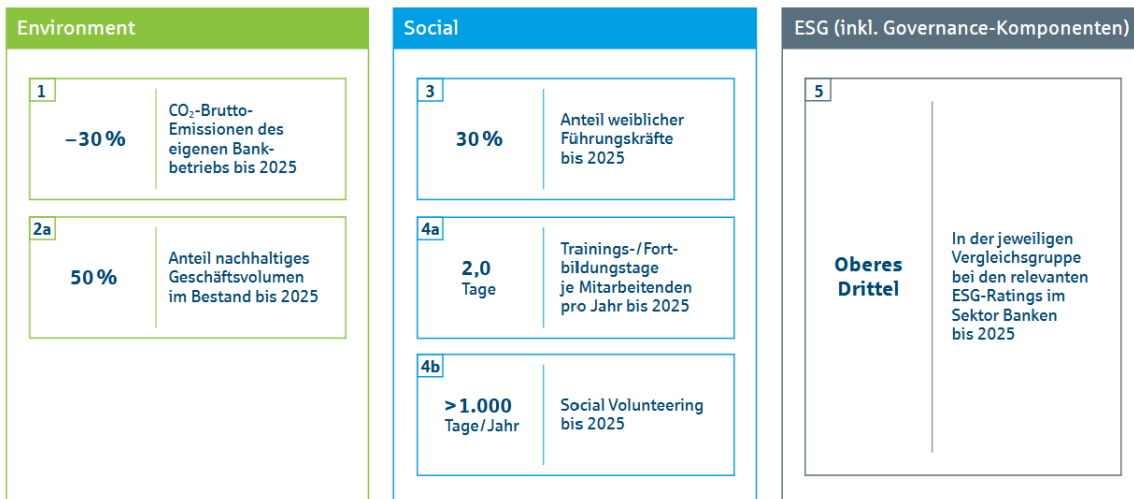 Environment
1
–30 %
CO₂-Brutto-
Emissionen des
eigenen Bank-
betriebs bis 2025
2a
50 %
Anteil nachhaltiges
Geschäftsvolumen
im Bestand bis 2025
Social
3
30 %
Anteil weiblicher
Führungskräfte
bis 2025
4a
2,0
Tage
Trainings-/Fort-
bildungstage
je Mitarbeitenden
pro Jahr bis 2025
4b
>1.000
Tage/Jahr
Social Volunteering
bis 2025
ESG (inkl. Governance-Komponenten)
5
Oberes
Drittel
In der jeweiligen
Vergleichsgruppe
bei den relevanten
ESG-Ratings im
Sektor Banken
bis 2025